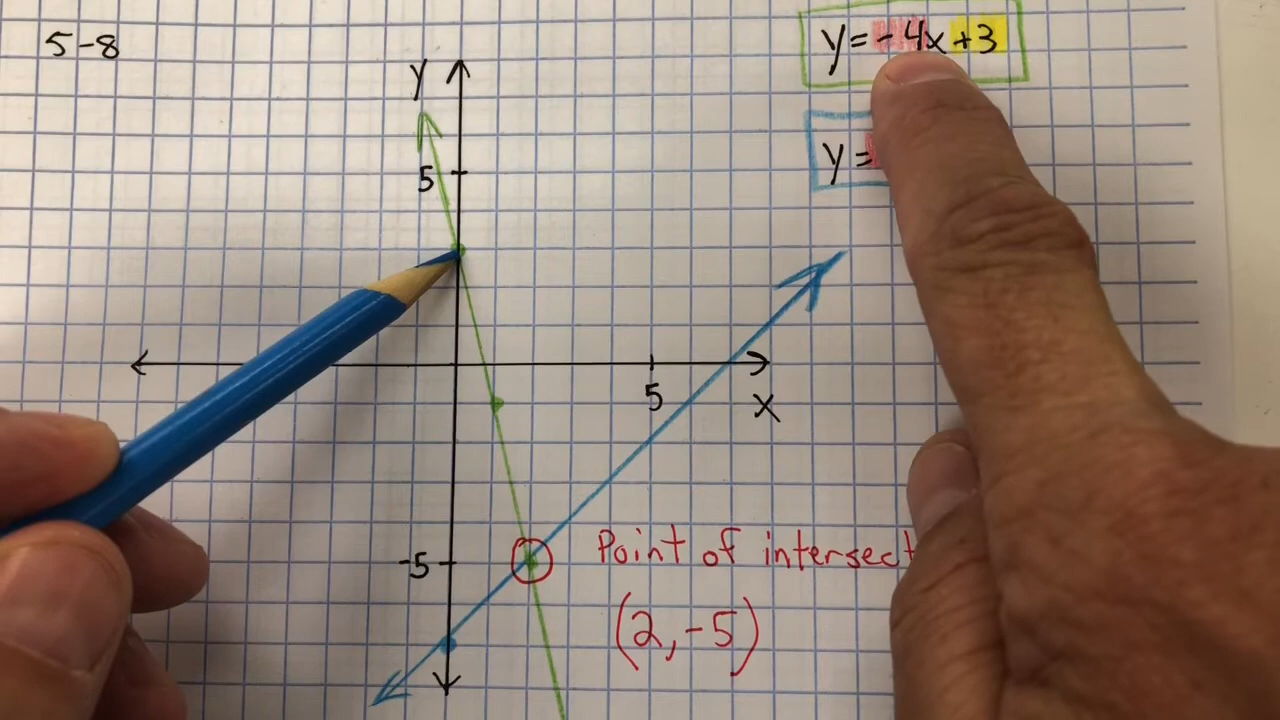 5-8
y = -4x + 3
y =
Y
5
5
X
-5
Point of intersect
(2, -5)